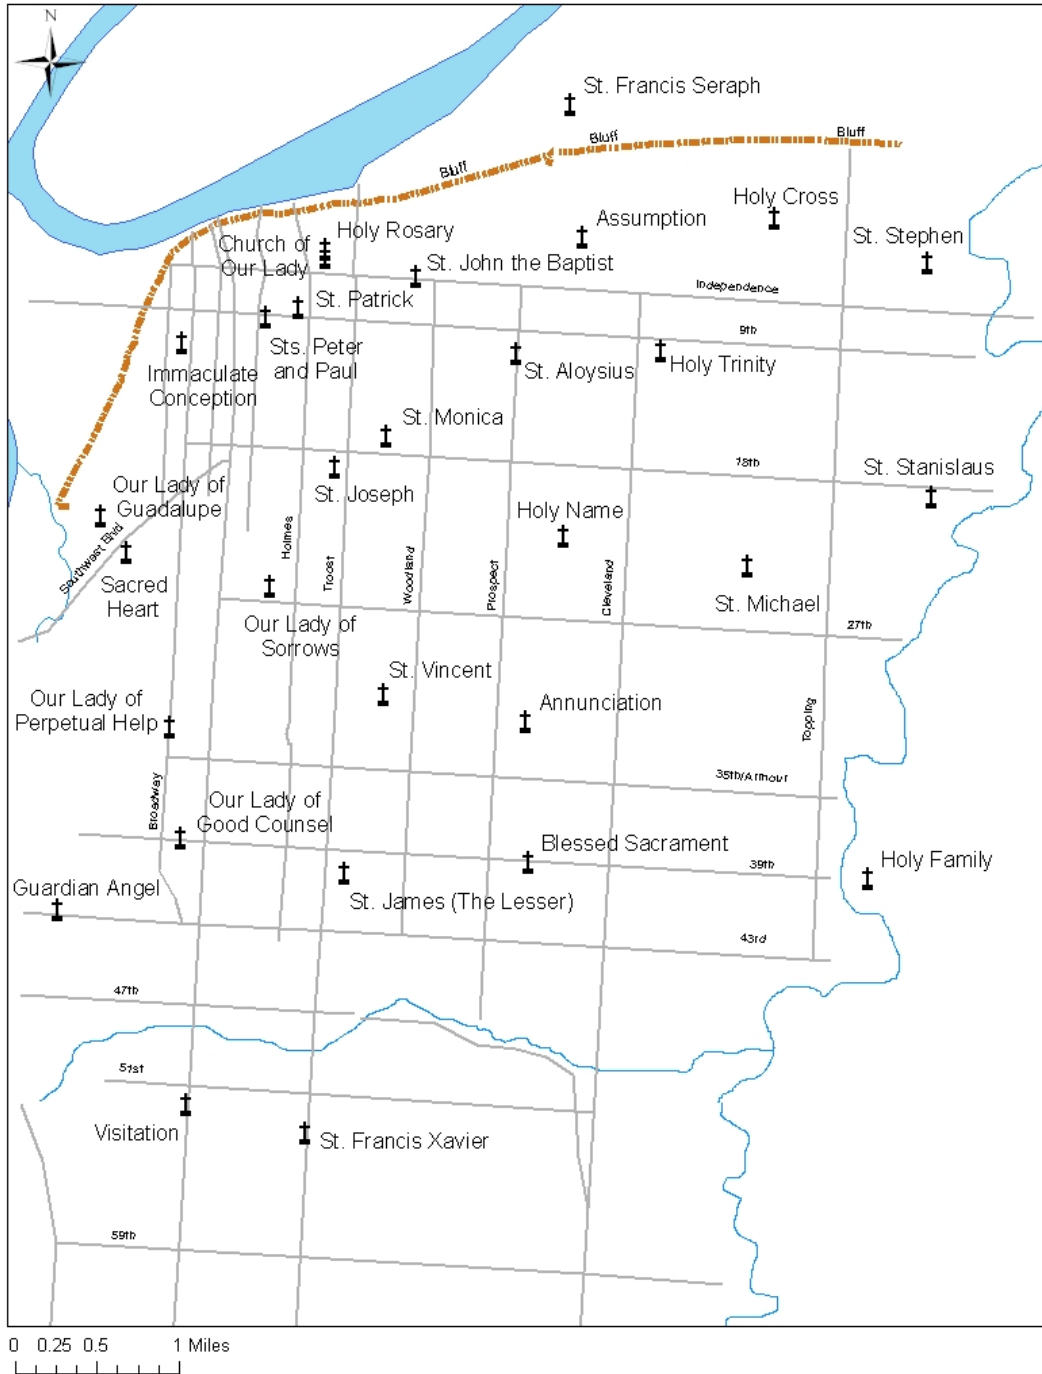 N
St. Francis Seraph
Bluff
Bluff
Bluff
Holy Cross
Assumption
Holy Rosary
St. Stephen
Church of
Our Lady
St. John the Baptist
Independence
St. Patrick
9th
Sts. Peter
and Paul
Holy Trinity
St. Aloysius
Immaculate
Conception
St. Monica
18th
St. Stanislaus
St. Joseph
Our Lady of
Guadalupe
Holy Name
Southwest Blvd
Holmes
Troost
Woodland
Prospect
Cleveland
Sacred
Heart
St. Michael
27th
Our Lady of
Sorrows
St. Vincent
Our Lady of
Perpetual Help
Annunciation
Topping
35th/Armour
Broadway
Our Lady of
Good Counsel
Blessed Sacrament
39th
Holy Family
Guardian Angel
St. James (The Lesser)
43rd
47th
51st
Visitation
St. Francis Xavier
59th
0 0.25 0.5 1 Miles